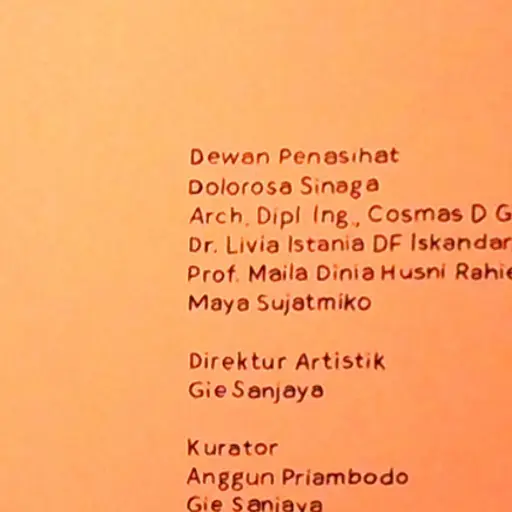 Dewan Penasihat
Dolorosa Sinaga
Arch. Dipl Ing., Cosmas D G
Dr. Livia Istania DF Iskandar
Prof. Maila Dinia Husni Rahie
Maya Sujatmiko
Direktur Artistik
Gie Sanjaya
Kurator
Anggun Priambodo
Gie Sanjaya